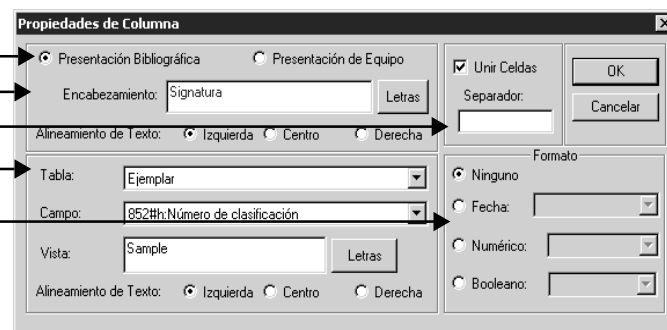 Propiedades de Columna
Presentación Bibliográfica
Presentación de Equipo
Encabezamiento:
Signatura
Letras
Alineamiento de Texto:
Izquierda
Centro
Derecha
Unir Celdas
Separador:
OK
Cancelar
Tabla:
Ejemplar
Campo:
852#h:Número de clasificación
Vista:
Sample
Letras
Alineamiento de Texto:
Izquierda
Centro
Derecha
Formato
Ninguno
Fecha:
Numérico:
Booleano: